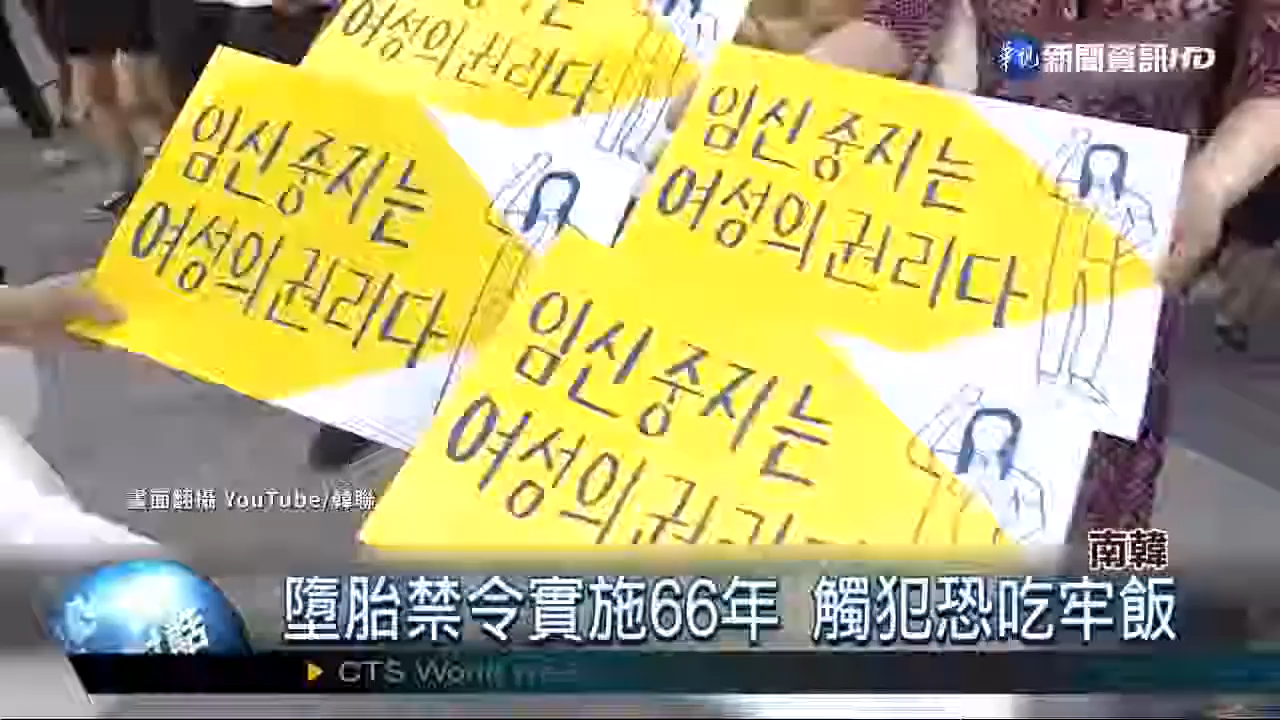 華視 新聞資訊HD
여성의 권리다
임신중지는
여성의 권리다
임신중지는
여성의 권리다
임신중지는
여성의 권리
畫面翻攝 YouTube/韓聯
南韓
墮胎禁令實施66年 觸犯恐吃牢飯
CTS World